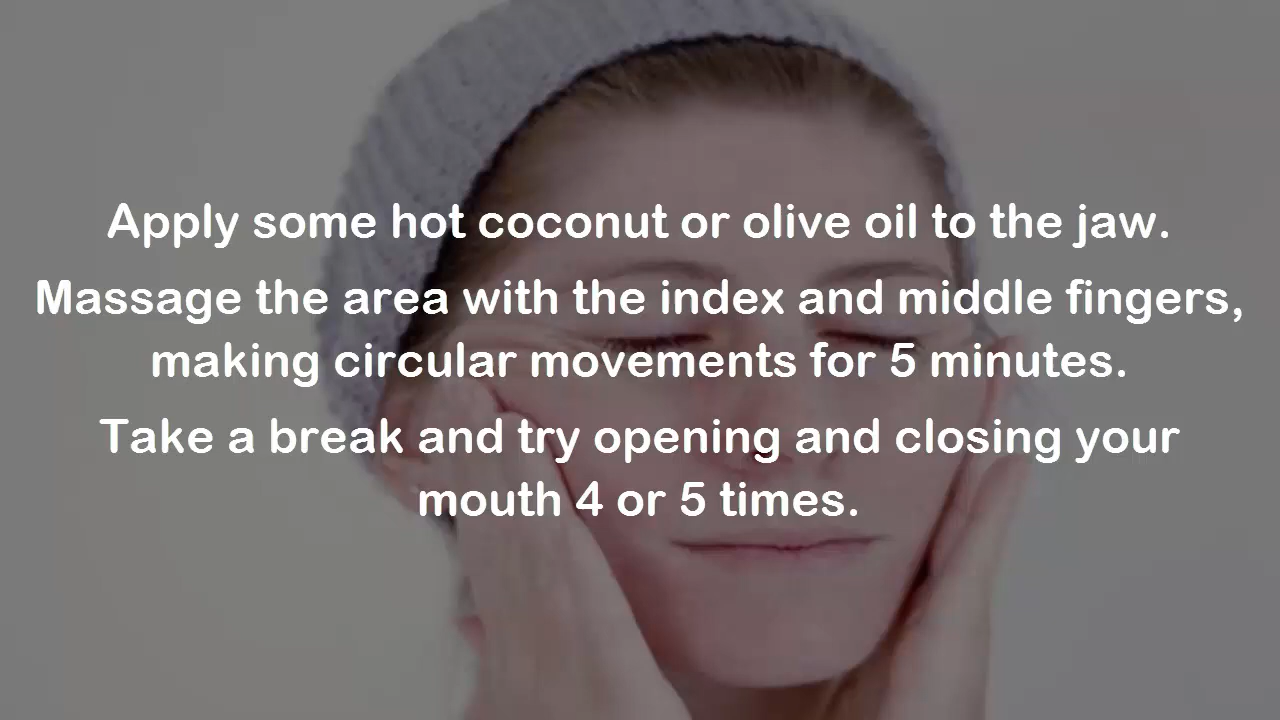 Apply some hot coconut or olive oil to the jaw.
Massage the area with the index and middle fingers,
making circular movements for 5 minutes.
Take a break and try opening and closing your
mouth 4 or 5 times.